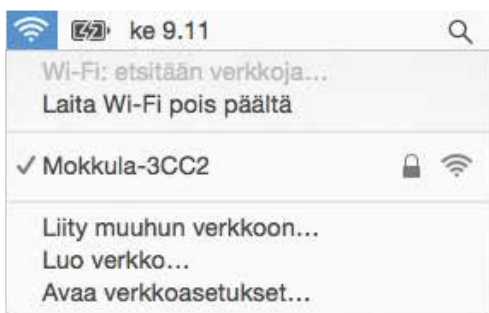 ke 9.11
Wi-Fi: etsitään verkkoja...
Laita Wi-Fi pois päältä
Mokkula-3CC2
Liity muuhun verkkoon...
Luo verkko...
Avaa verkkoasetukset...